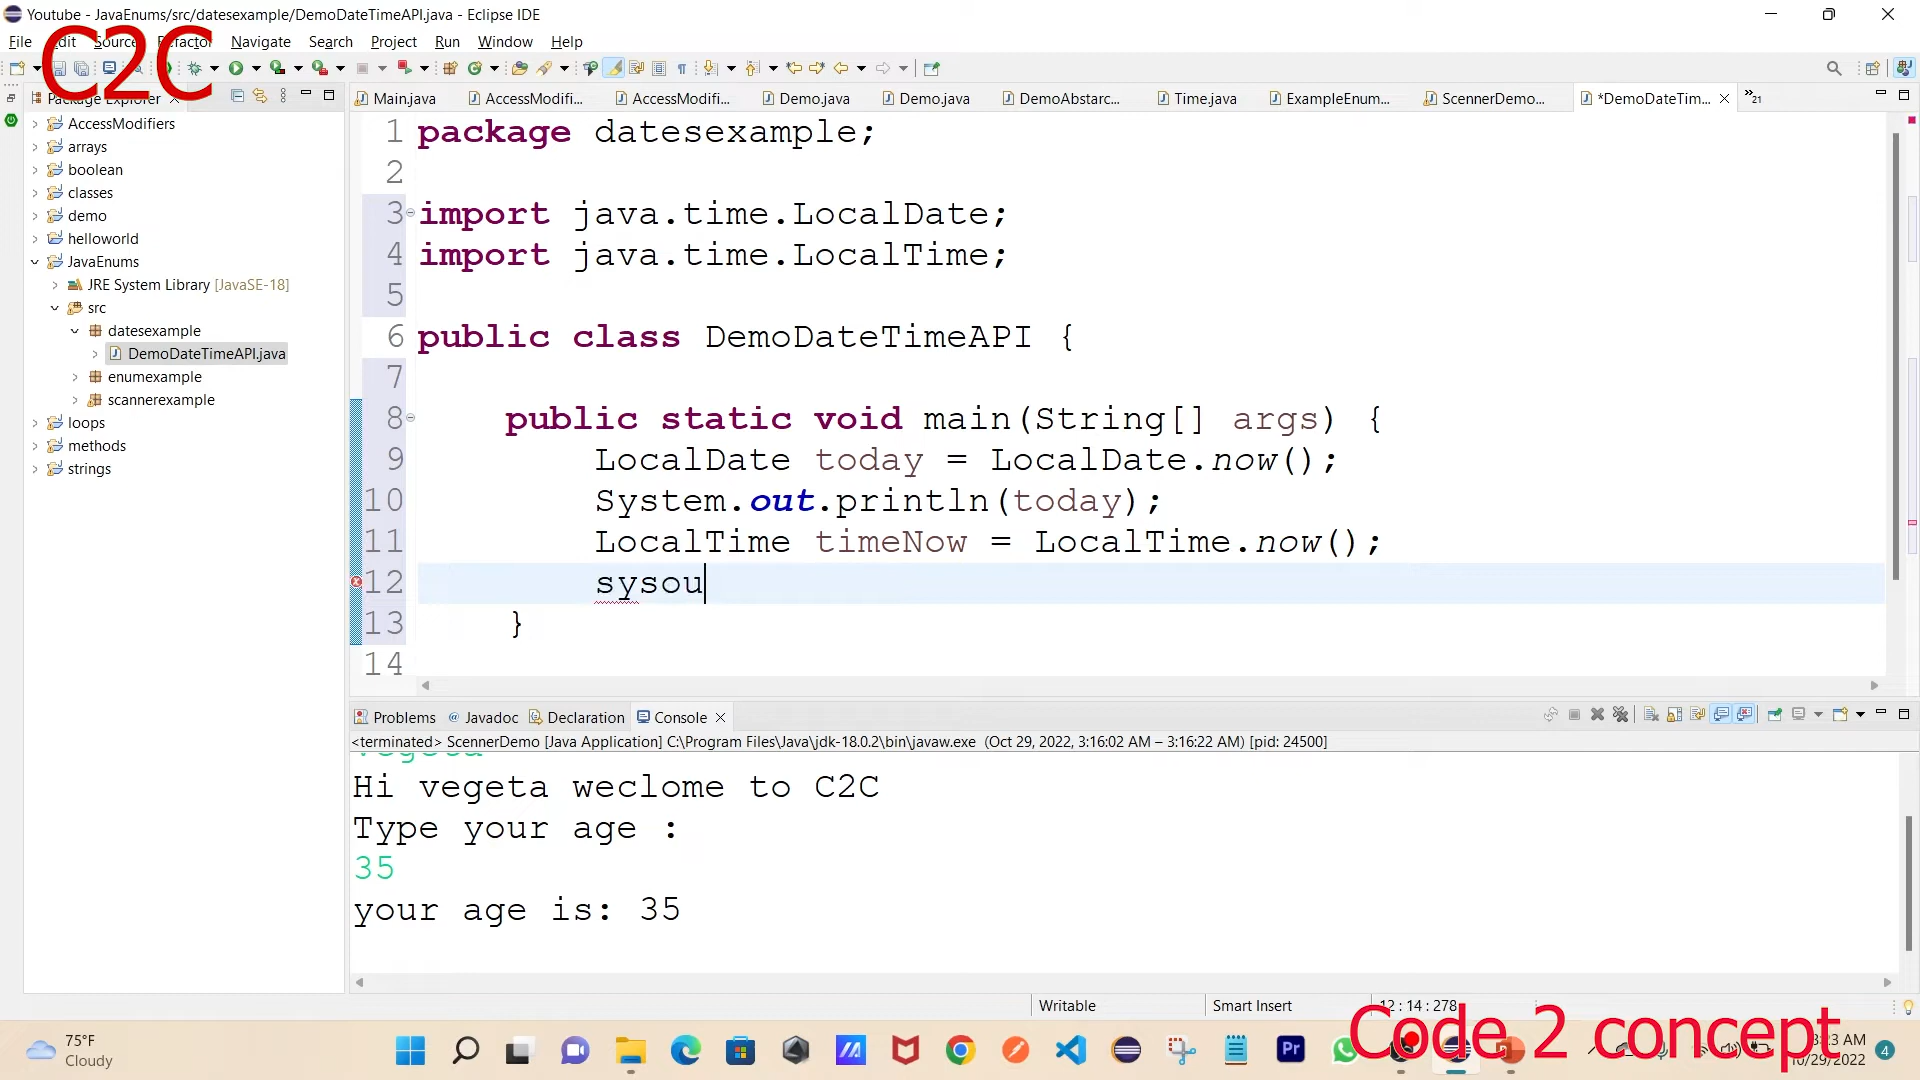 Youtube - JavaEnums/src/datesexample/DemoDateTimeAPI.java - Eclipse IDE
File Edit Source Refactor Navigate Search Project Run Window Help
C2C
Package Explorer
Main.java AccessModifi... AccessModifi... Demo.java Demo.java DemoAbstarc... Time.java ExampleEnum... ScennerDemo... *DemoDateTim... »21
AccessModifiers
arrays
boolean
classes
demo
helloworld
JavaEnums
JRE System Library [JavaSE-18]
src
datesexample
DemoDateTimeAPI.java
enumexample
scannerexample
loops
methods
strings
1 package datesexample;
2
3 import java.time.LocalDate;
4 import java.time.LocalTime;
5
6 public class DemoDateTimeAPI {
7
8 public static void main(String[] args) {
9 LocalDate today = LocalDate.now();
10 System.out.println(today);
11 LocalTime timeNow = LocalTime.now();
12 sysou
13 }
14
Problems Javadoc Declaration Console
<terminated> ScennerDemo [Java Application] C:\Program Files\Java\jdk-18.0.2\bin\javaw.exe (Oct 29, 2022, 3:16:02 AM – 3:16:22 AM) [pid: 24500]
vegeta
Hi vegeta weclome to C2C
Type your age :
35
your age is: 35
Writable Smart Insert 12 : 14 : 278
Code 2 concept
75°F
Cloudy
Pr
AM
10/29/2022
4